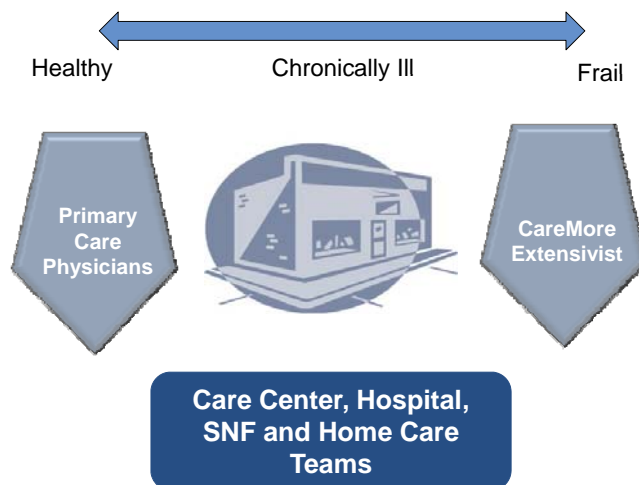 Healthy
Chronically Ill
Frail
Primary
Care
Physicians
CareMore
Extensivist
Care Center, Hospital,
SNF and Home Care
Teams